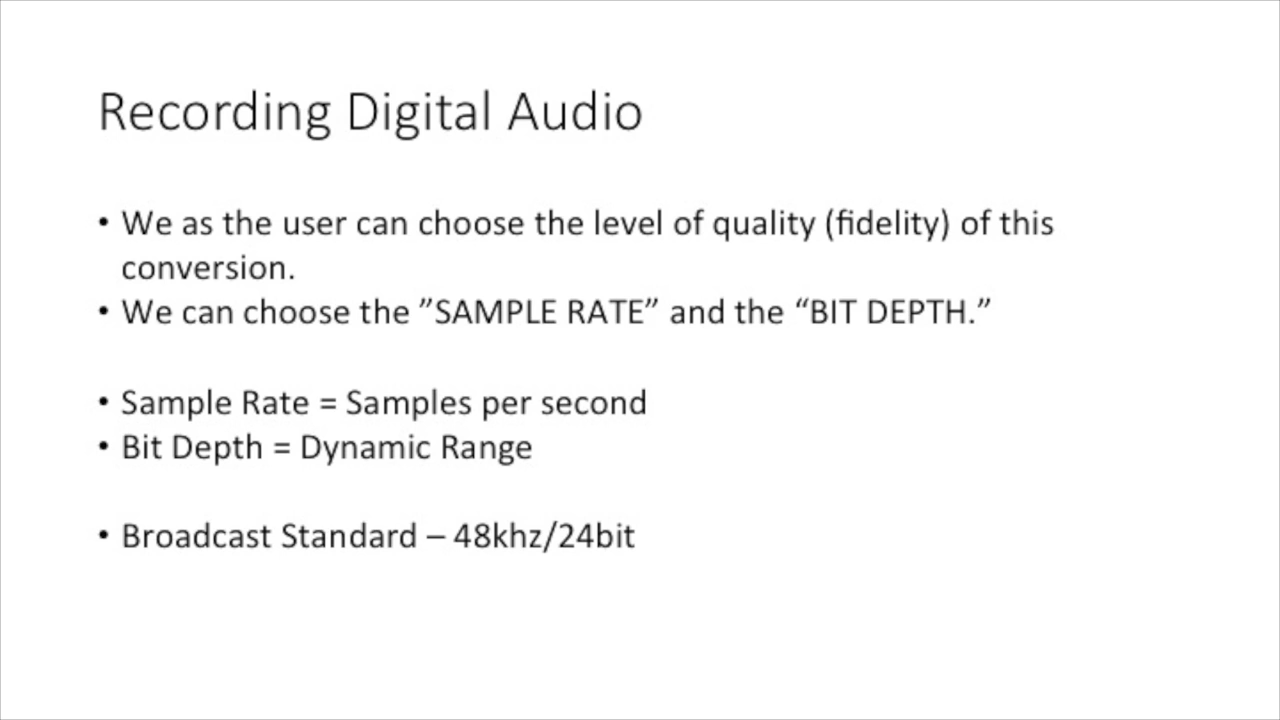 Recording Digital Audio
• We as the user can choose the level of quality (fidelity) of this
conversion.
• We can choose the ”SAMPLE RATE” and the “BIT DEPTH.”
• Sample Rate = Samples per second
• Bit Depth = Dynamic Range
• Broadcast Standard – 48khz/24bit